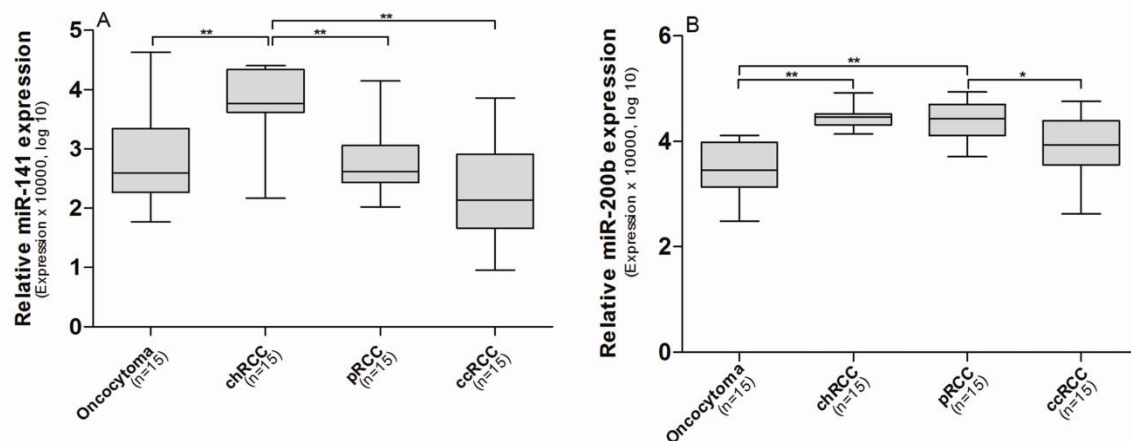 A
Relative miR-141 expression
(Expression x 10000, log 10)
5
4
3
2
1
0
**
**
**
Oncocytoma
(n=15)
chRCC
(n=15)
pRCC
(n=15)
ccRCC
(n=15)
B
Relative miR-200b expression
(Expression x 10000, log 10)
6
4
2
0
**
**
*
Oncocytoma
(n=15)
chRCC
(n=15)
pRCC
(n=15)
ccRCC
(n=15)